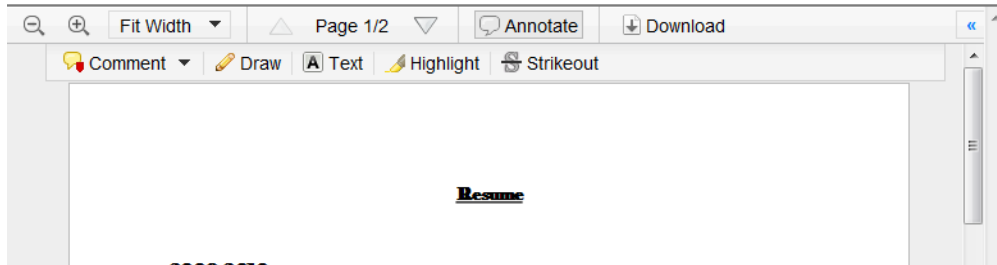 Fit Width Page 1/2 Annotate Download «
Comment Draw A Text Highlight S Strikeout
Resume